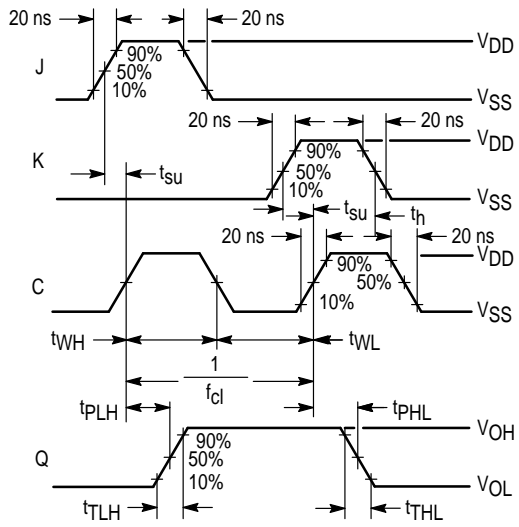 20 ns
20 ns
J
90%
50%
10%
VDD
VSS
tsu
20 ns
20 ns
K
90%
50%
10%
VDD
VSS
tsu
th
20 ns
20 ns
C
90%
50%
10%
VDD
VSS
tWH
tWL
1
fcl
tPLH
tPHL
Q
90%
50%
10%
VOH
VOL
tTLH
tTHL